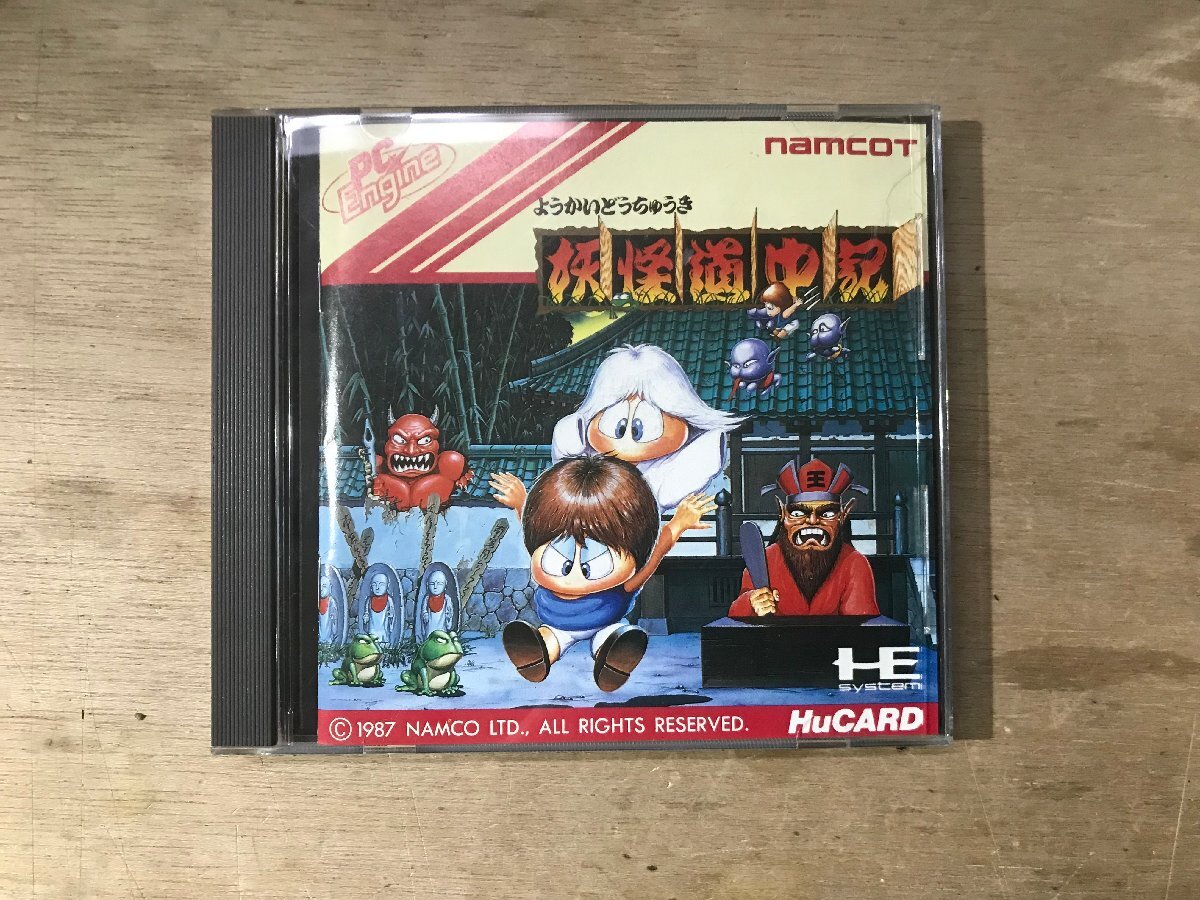 PC Engine
namcoT
ようかいどうちゅうき
妖怪道中記
王
HE
system
© 1987 NAMCO LTD., ALL RIGHTS RESERVED.
HuCARD